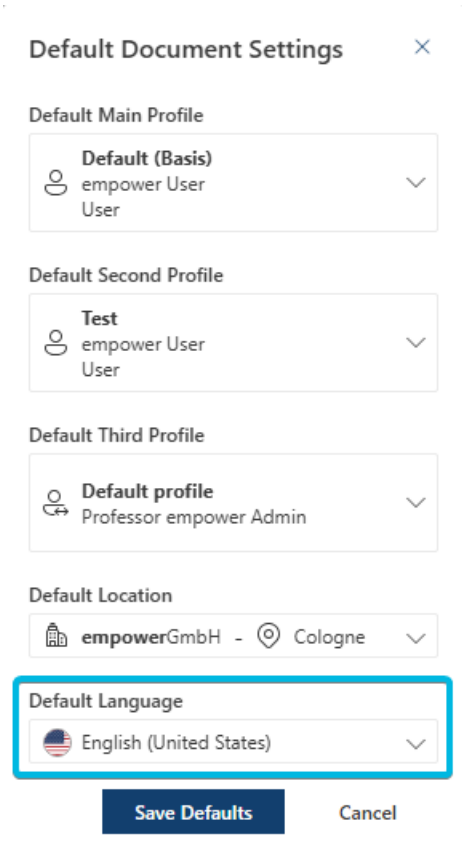 Default Document Settings
Default Main Profile
Default (Basis)
empower User
User
Default Second Profile
Test
empower User
User
Default Third Profile
Default profile
Professor empower Admin
Default Location
empowerGmbH - Cologne
Default Language
English (United States)
Save Defaults Cancel